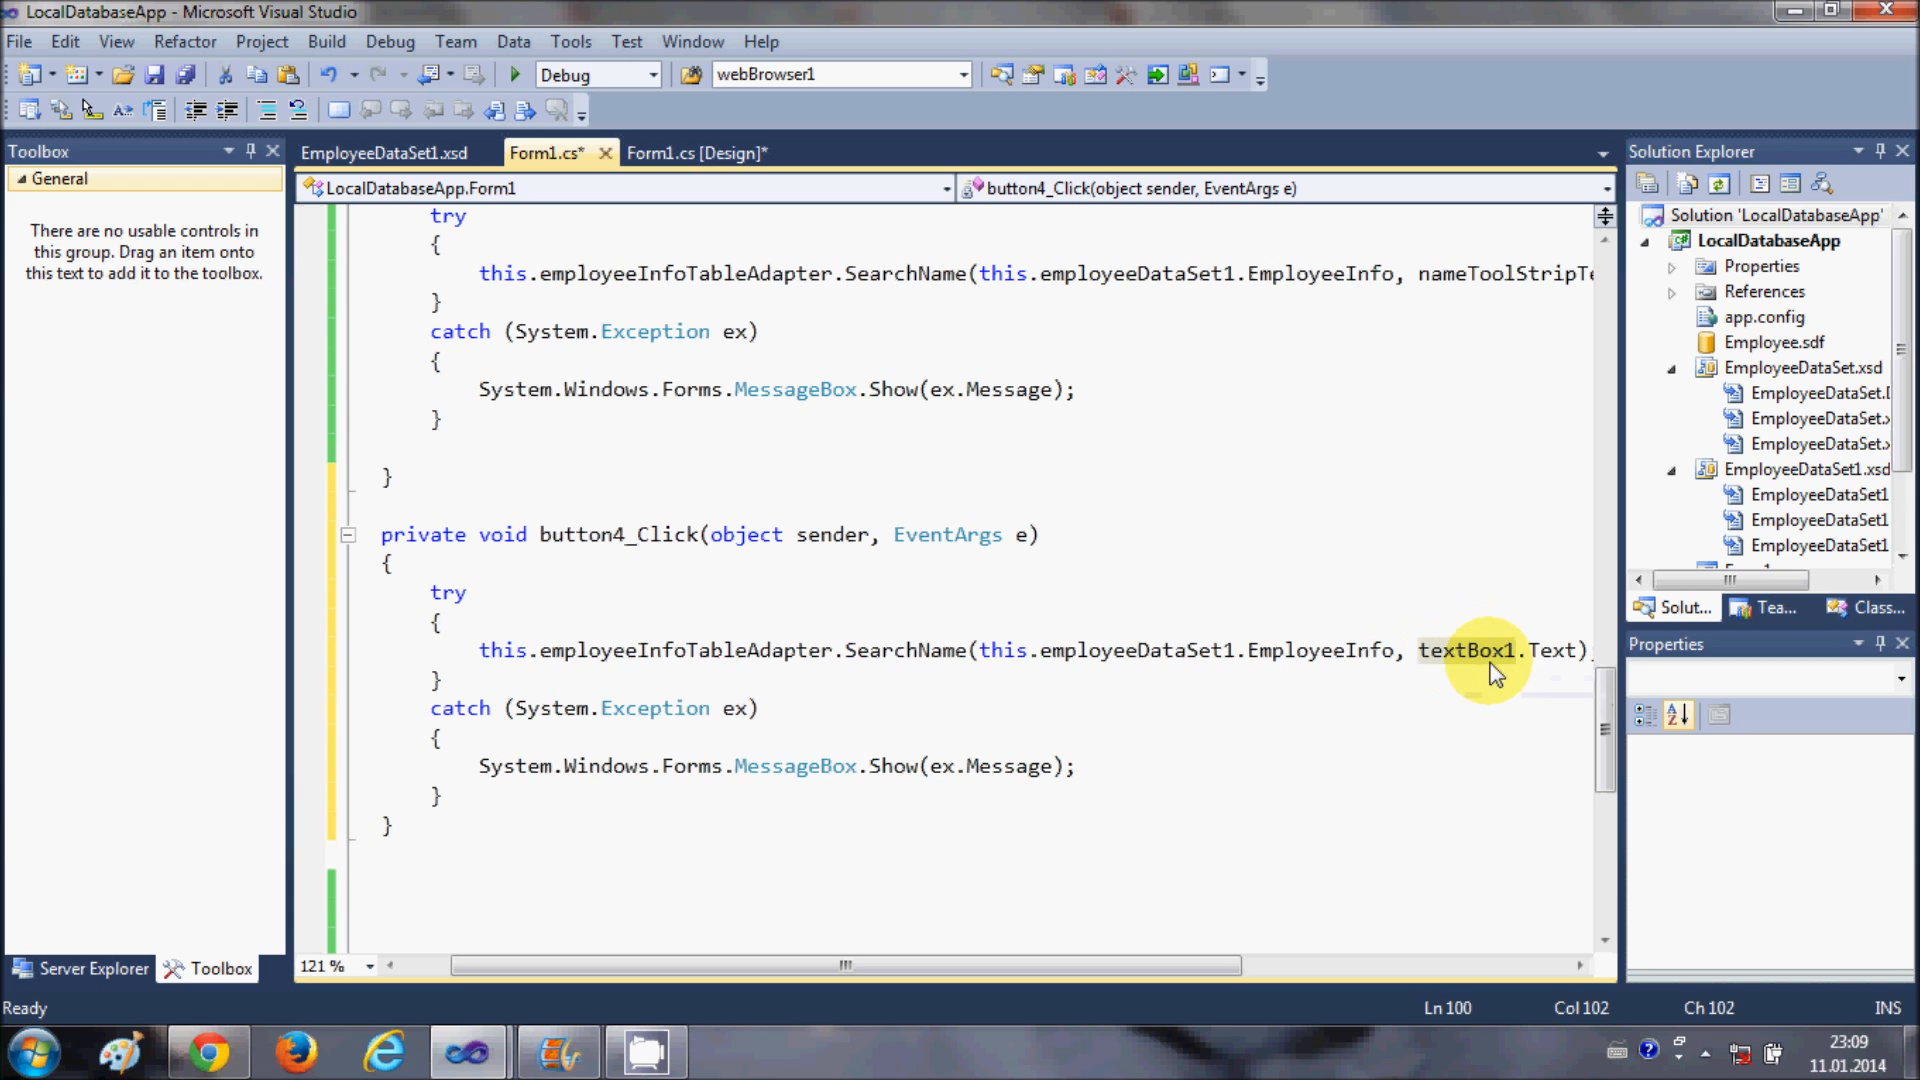 LocalDatabaseApp - Microsoft Visual Studio
File Edit View Refactor Project Build Debug Team Data Tools Test Window Help
Debug webBrowser1
Toolbox
General
There are no usable controls in
this group. Drag an item onto
this text to add it to the toolbox.
Server Explorer Toolbox
EmployeeDataSet1.xsd Form1.cs* Form1.cs [Design]*
LocalDatabaseApp.Form1 button4_Click(object sender, EventArgs e)
try
{
this.employeeInfoTableAdapter.SearchName(this.employeeDataSet1.EmployeeInfo, nameToolStripTe
}
catch (System.Exception ex)
{
System.Windows.Forms.MessageBox.Show(ex.Message);
}
}
private void button4_Click(object sender, EventArgs e)
{
try
{
this.employeeInfoTableAdapter.SearchName(this.employeeDataSet1.EmployeeInfo, textBox1.Text);
}
catch (System.Exception ex)
{
System.Windows.Forms.MessageBox.Show(ex.Message);
}
}
121 %
Solution Explorer
Solution 'LocalDatabaseApp'
LocalDatabaseApp
Properties
References
app.config
Employee.sdf
EmployeeDataSet.xsd
EmployeeDataSet.D
EmployeeDataSet.x
EmployeeDataSet.x
EmployeeDataSet1.xsd
EmployeeDataSet1
EmployeeDataSet1
EmployeeDataSet1
Solut... Tea... Class...
Properties
Ready Ln 100 Col 102 Ch 102 INS
23:09
11.01.2014